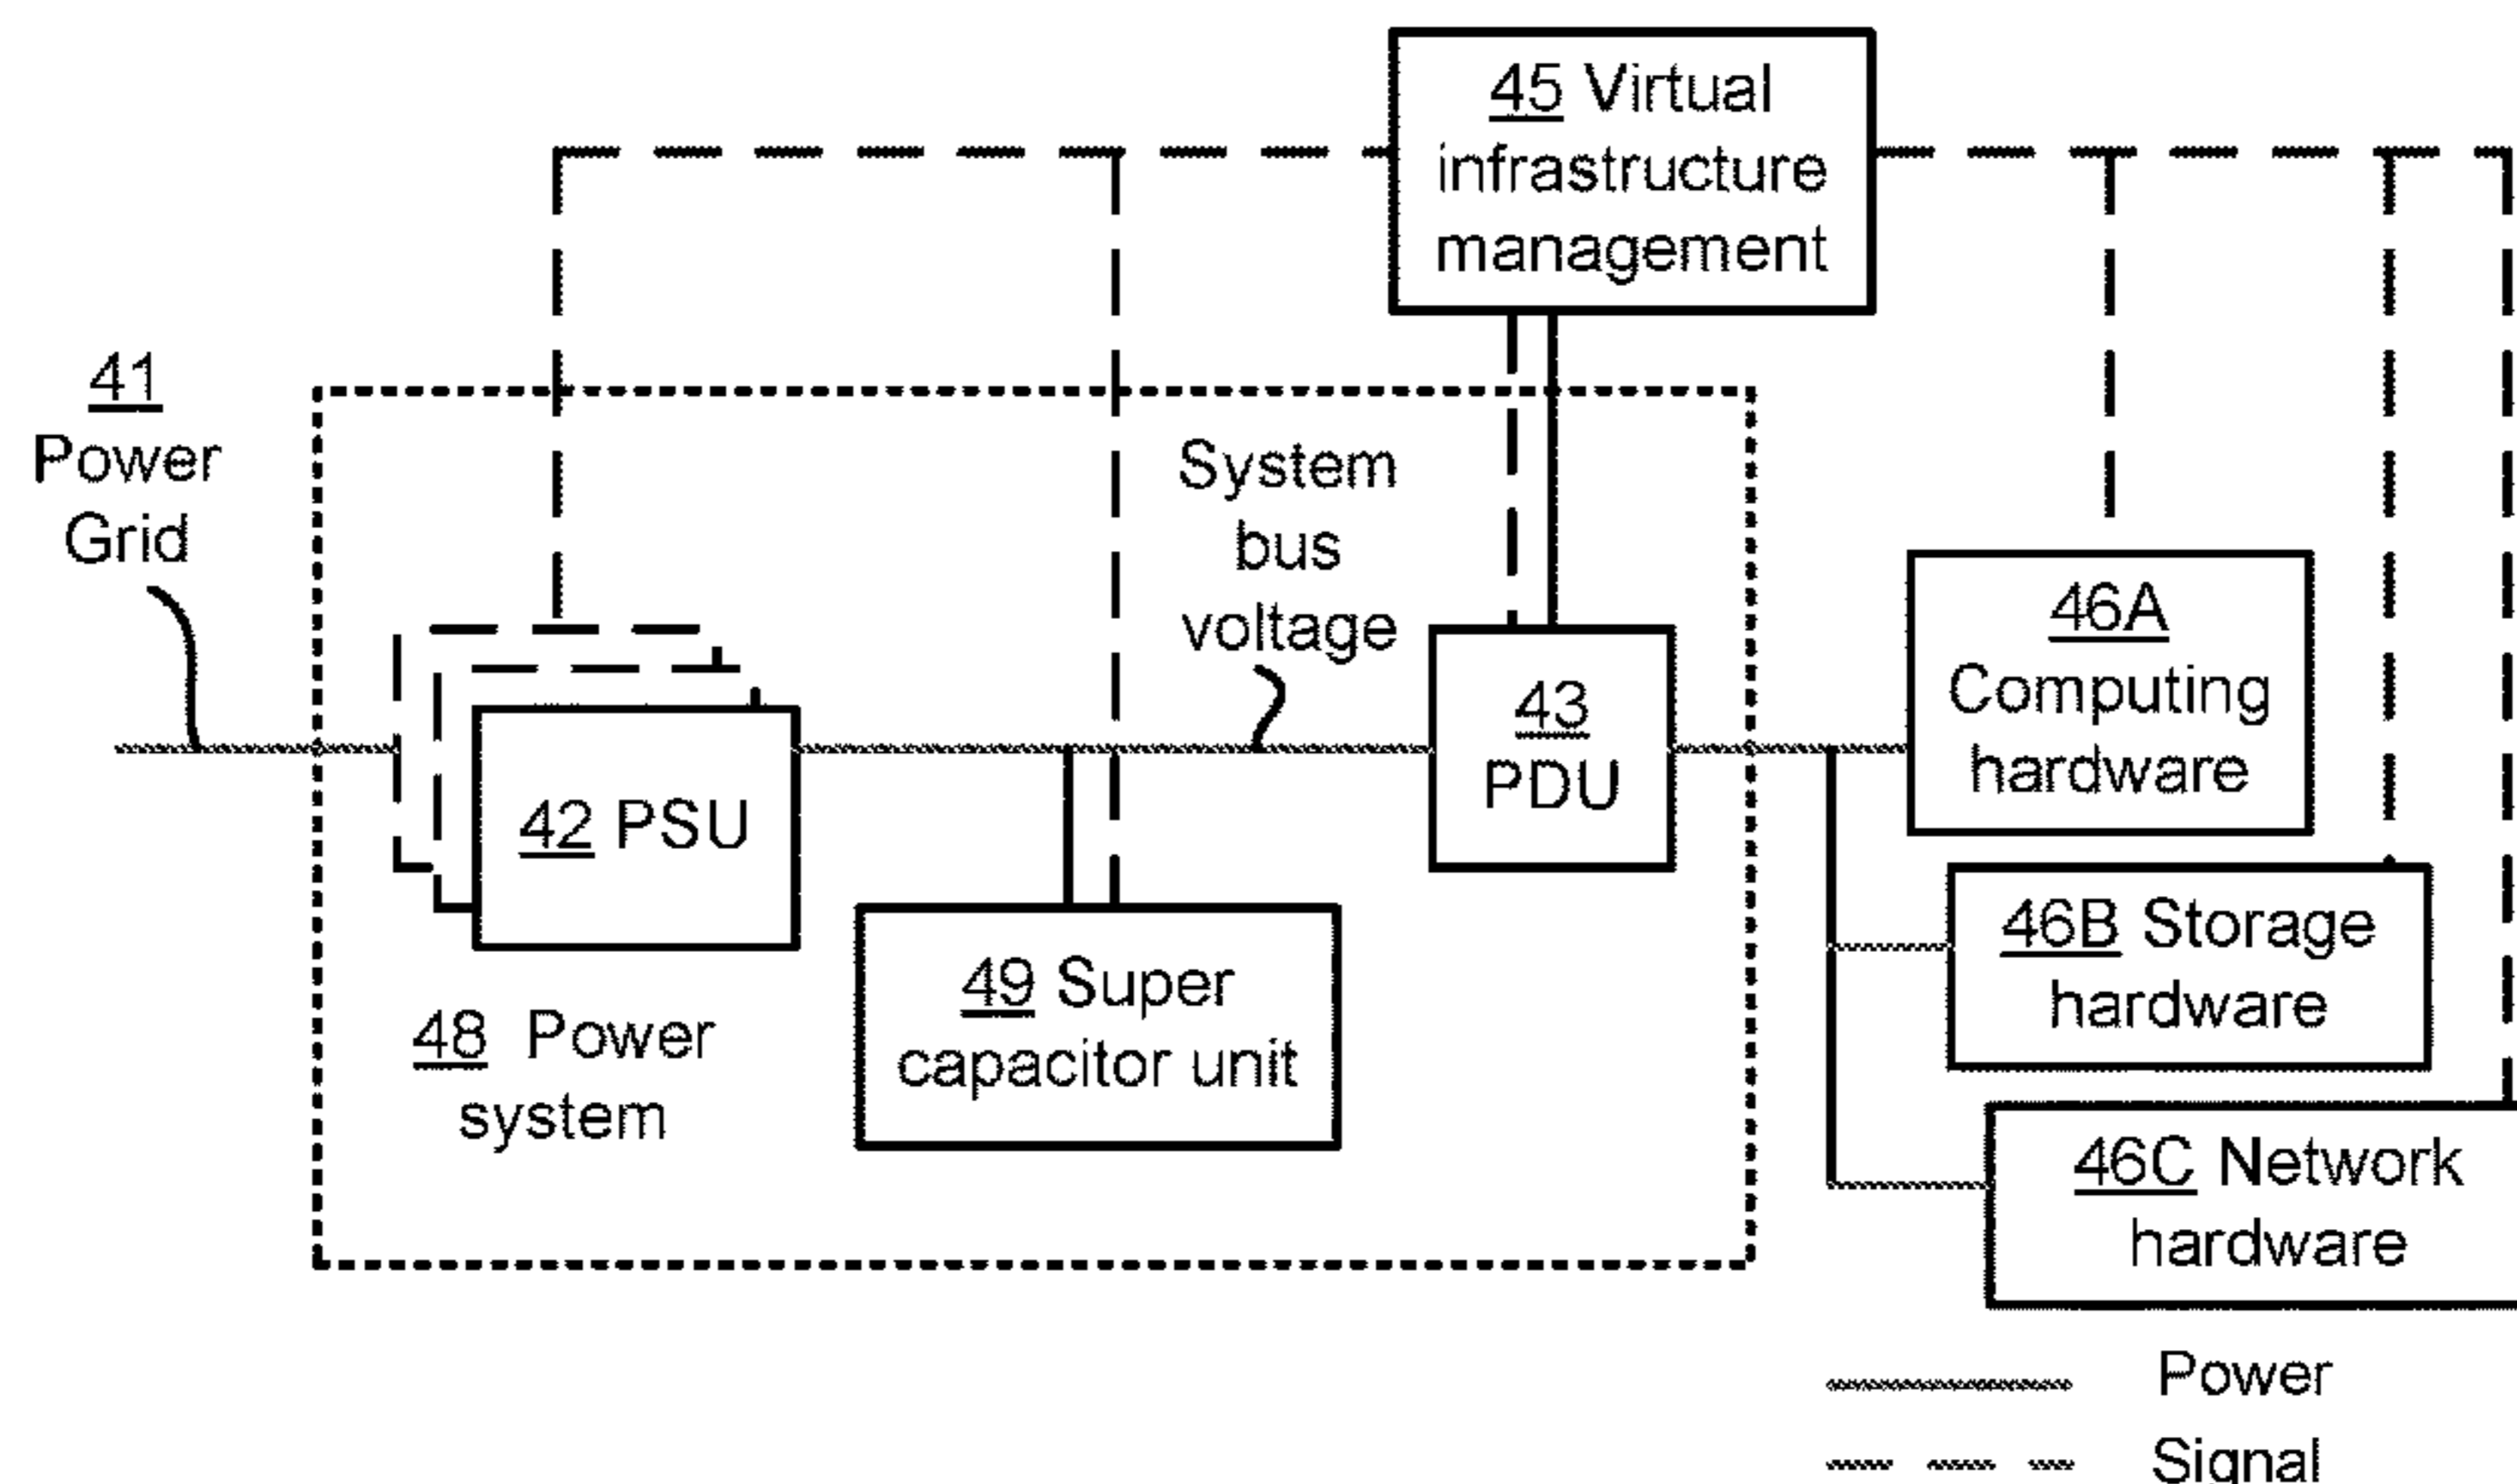 45 Virtual
infrastructure
management
41
Power
Grid
System
bus
voltage
46A
Computing
hardware
43
PDU
42 PSU
46B Storage
hardware
49 Super
capacitor unit
48 Power
system
46C Network
hardware
Power
Signal